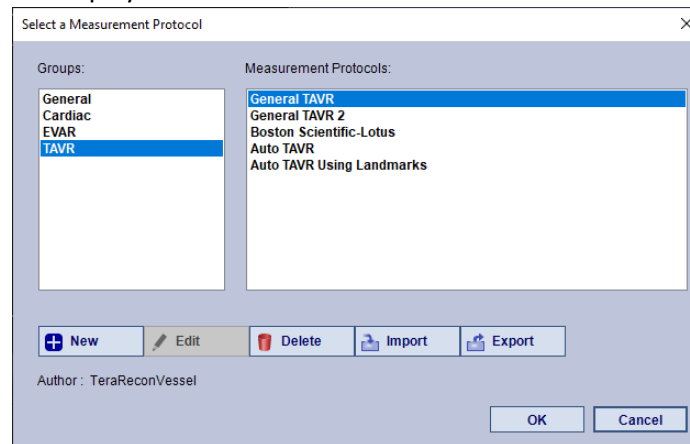 Select a Measurement Protocol
Groups:
General
Cardiac
EVAR
TAVR
Measurement Protocols:
General TAVR
General TAVR 2
Boston Scientific-Lotus
Auto TAVR
Auto TAVR Using Landmarks
New Edit Delete Import Export
Author : TeraReconVessel
OK Cancel